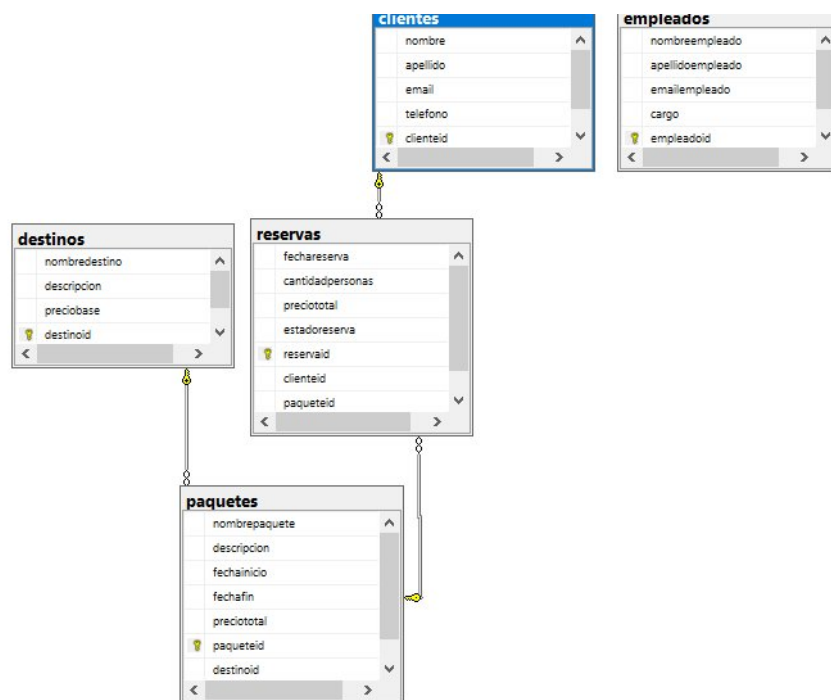 clientes
nombre
apellido
email
telefono
clienteid
empleados
nombreempleado
apellidoempleado
emailempleado
cargo
empleadoid
destinos
nombredestino
descripcion
preciobase
destinoid
reservas
fechareserva
cantidadpersonas
preciototal
estadoreserva
reservaid
clienteid
paqueteid
paquetes
nombrepaquete
descripcion
fechainicio
fechafin
preciototal
paqueteid
destinoid